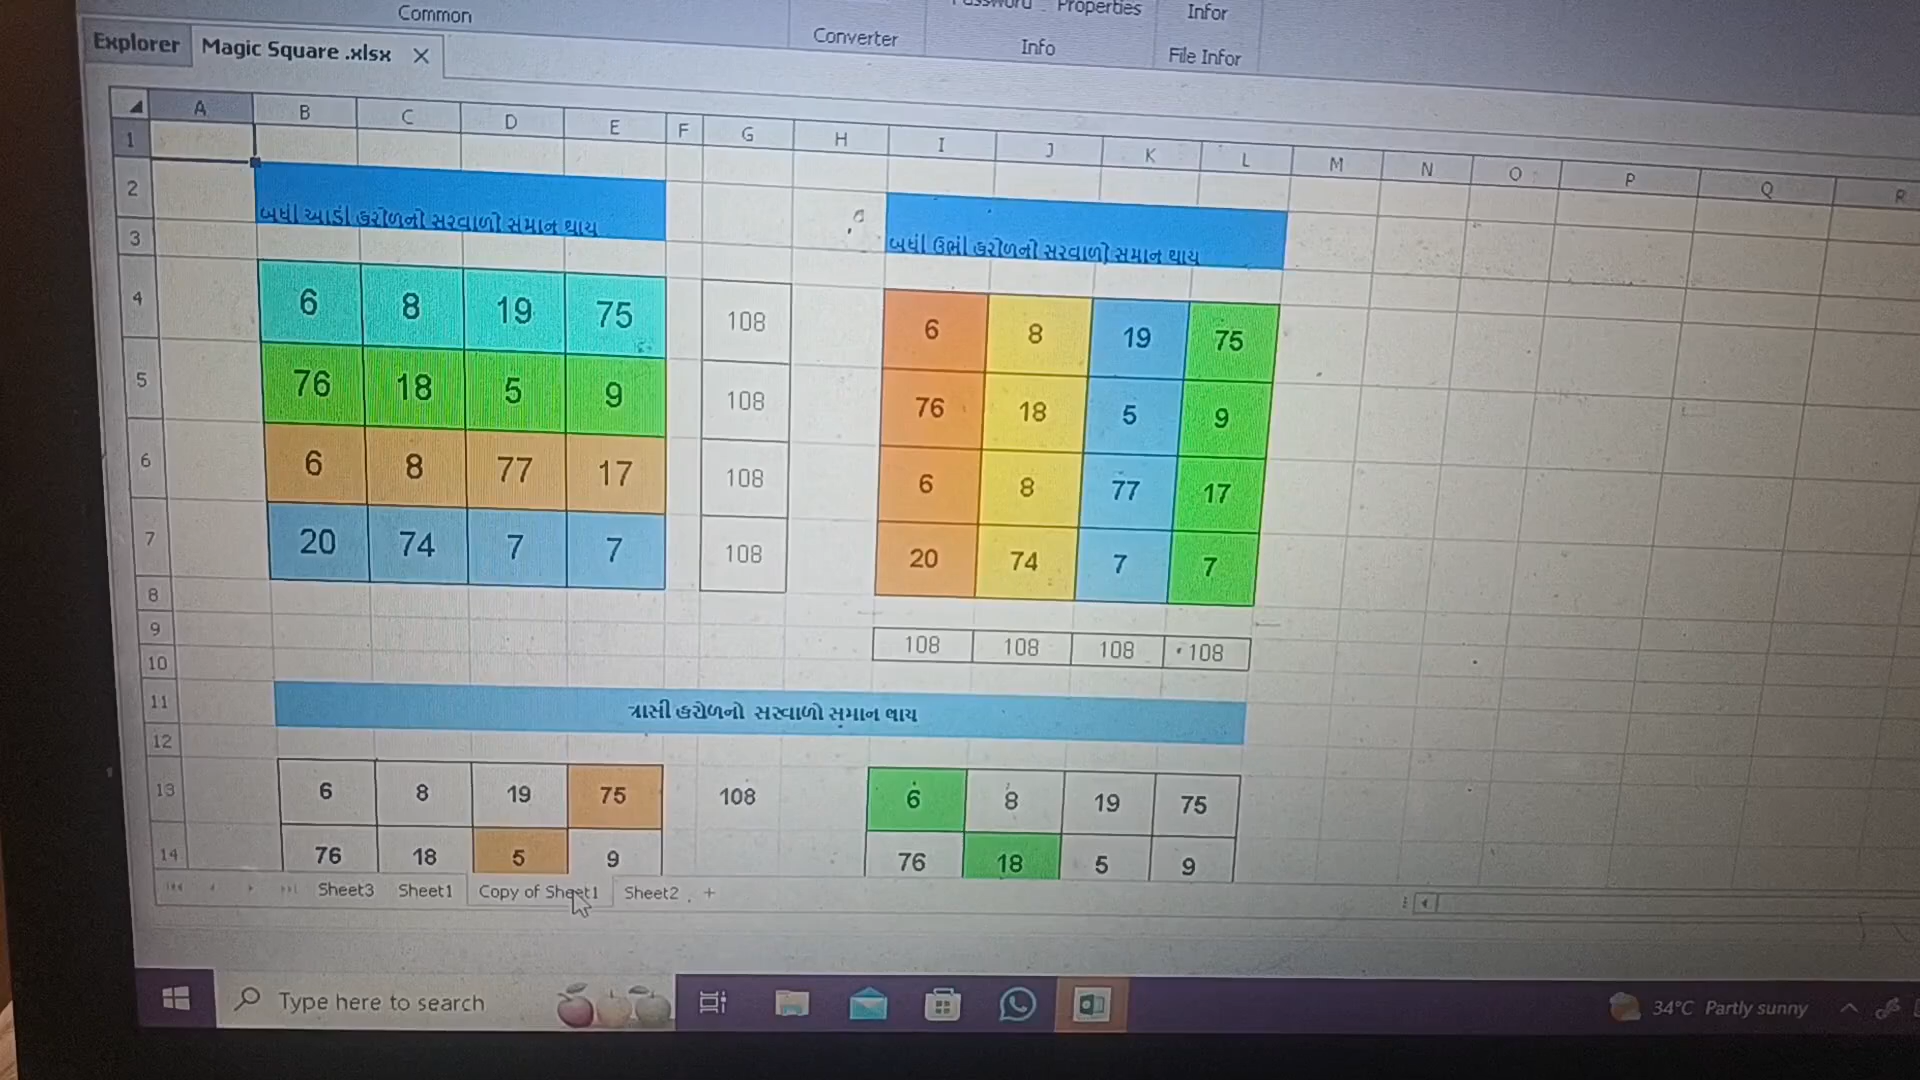 Common
Properties
Infor
Converter
Info
File Infor
Explorer
Magic Square .xlsx
A B C D E F G H I J K L M N O P Q R
1
2
બધી આડી હરોળનો સરવાળો સમાન થાય
બધી ઉભી હરોળનો સરવાળો સમાન થાય
3
4 6 8 19 75 108 6 8 19 75
5 76 18 5 9 108 76 18 5 9
6 6 8 77 17 108 6 8 77 17
7 20 74 7 7 108 20 74 7 7
8
9 108 108 108 108
10
11 ત્રાસી હરોળનો સરવાળો સમાન થાય
12
13 6 8 19 75 108 6 8 19 75
14 76 18 5 9 76 18 5 9
Sheet3 Sheet1 Copy of Sheet1 Sheet2 +
Type here to search
34°C Partly sunny